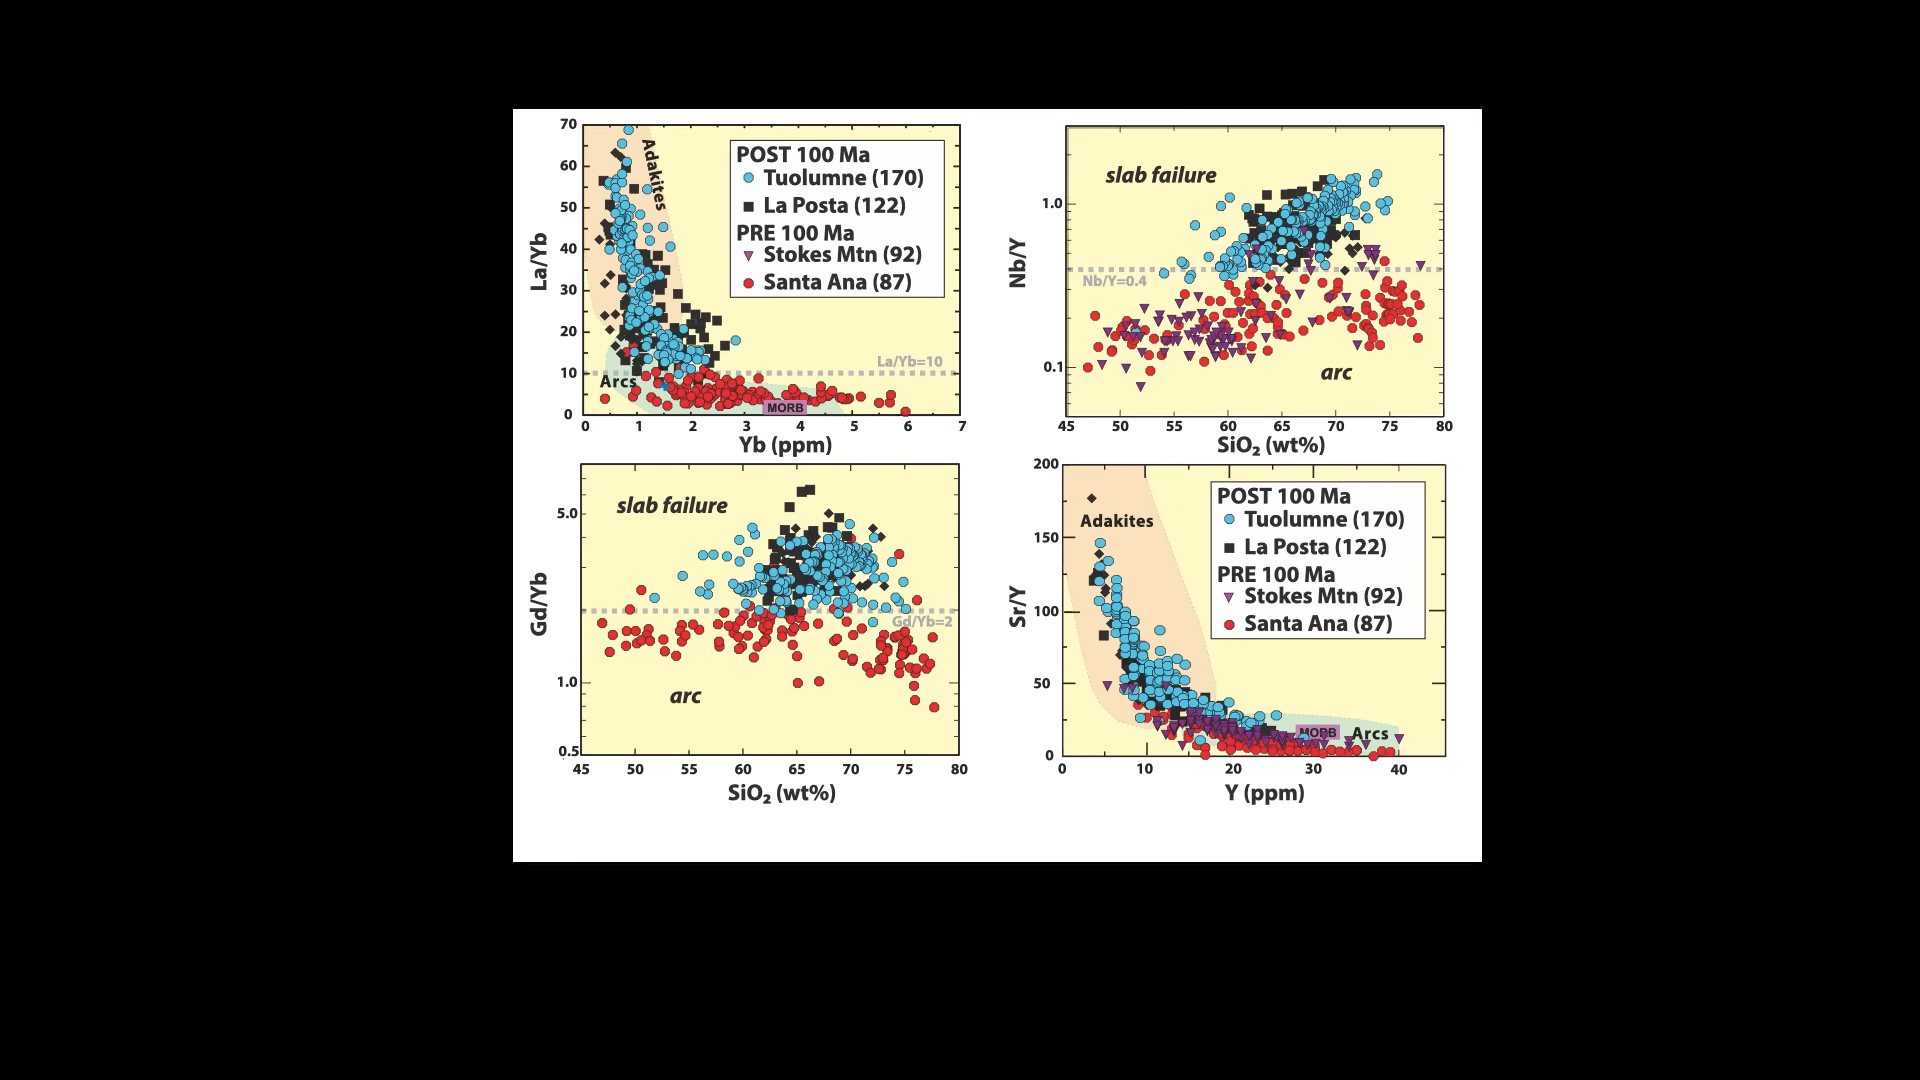 70
60
50
40
30
20
10
0
La/Yb
Adakites
POST 100 Ma
Tuolumne (170)
La Posta (122)
PRE 100 Ma
Stokes Mtn (92)
Santa Ana (87)
La/Yb=10
Arcs
MORB
0 1 2 3 4 5 6 7
Yb (ppm)
slab failure
1.0
Nb/Y
Nb/Y=0.4
0.1
arc
45 50 55 60 65 70 75 80
SiO₂ (wt%)
slab failure
5.0
Gd/Yb
Gd/Yb=2
1.0
arc
0.5
45 50 55 60 65 70 75 80
SiO₂ (wt%)
200
150
100
50
0
Sr/Y
Adakites
POST 100 Ma
Tuolumne (170)
La Posta (122)
PRE 100 Ma
Stokes Mtn (92)
Santa Ana (87)
MORB
Arcs
0 10 20 30 40
Y (ppm)